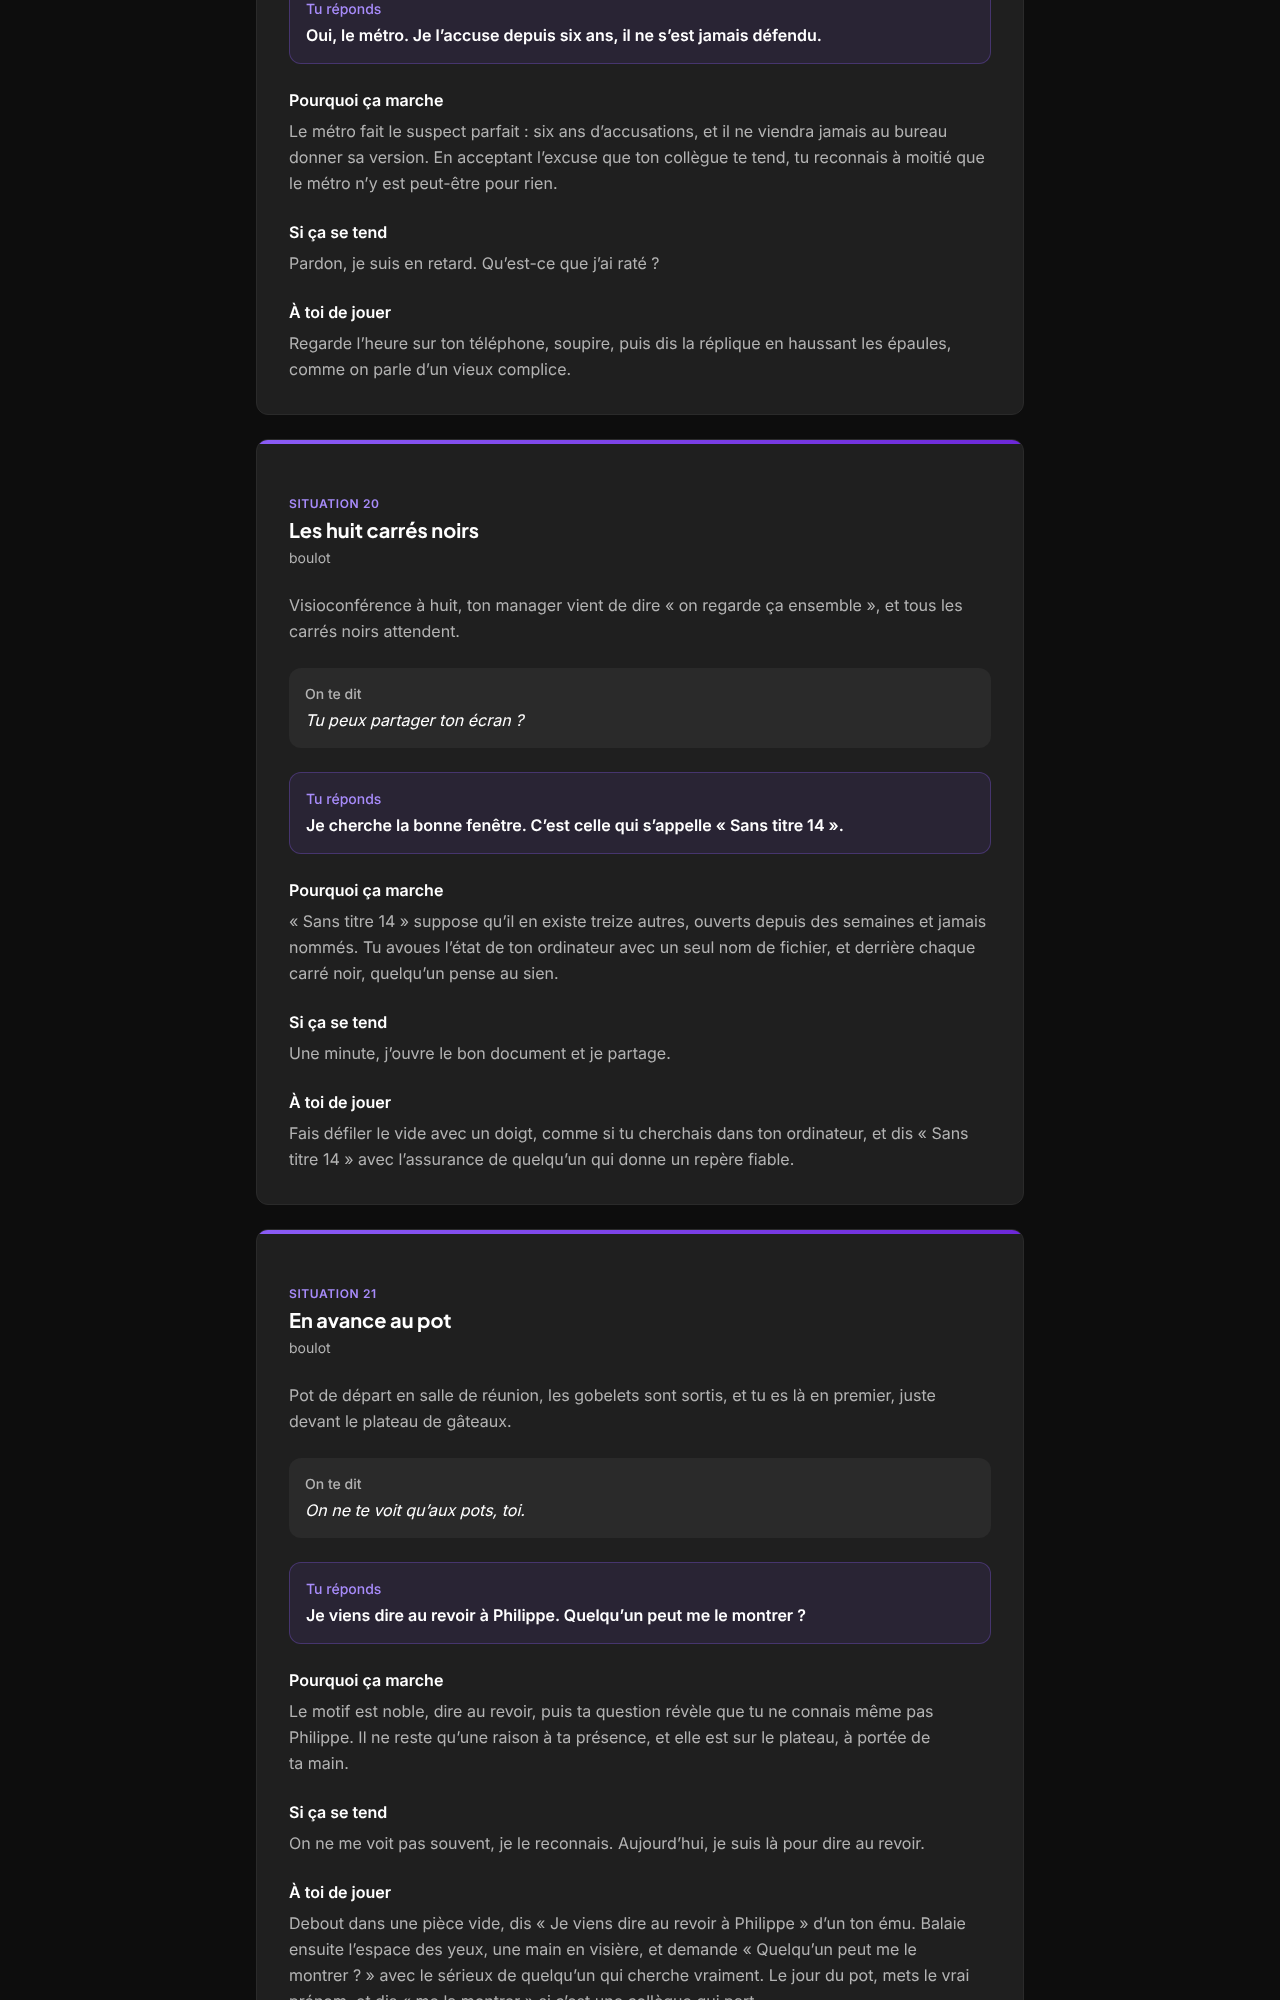 Tu réponds
Oui, le métro. Je l’accuse depuis six ans, il ne s’est jamais défendu.
Pourquoi ça marche
Le métro fait le suspect parfait : six ans d’accusations, et il ne viendra jamais au bureau
donner sa version. En acceptant l’excuse que ton collègue te tend, tu reconnais à moitié que
le métro n’y est peut-être pour rien.
Si ça se tend
Pardon, je suis en retard. Qu’est-ce que j’ai raté ?
À toi de jouer
Regarde l’heure sur ton téléphone, soupire, puis dis la réplique en haussant les épaules,
comme on parle d’un vieux complice.
SITUATION 20
Les huit carrés noirs
boulot
Visioconférence à huit, ton manager vient de dire « on regarde ça ensemble », et tous les
carrés noirs attendent.
On te dit
Tu peux partager ton écran ?
Tu réponds
Je cherche la bonne fenêtre. C’est celle qui s’appelle « Sans titre 14 ».
Pourquoi ça marche
« Sans titre 14 » suppose qu’il en existe treize autres, ouverts depuis des semaines et jamais
nommés. Tu avoues l’état de ton ordinateur avec un seul nom de fichier, et derrière chaque
carré noir, quelqu’un pense au sien.
Si ça se tend
Une minute, j’ouvre le bon document et je partage.
À toi de jouer
Fais défiler le vide avec un doigt, comme si tu cherchais dans ton ordinateur, et dis « Sans
titre 14 » avec l’assurance de quelqu’un qui donne un repère fiable.
SITUATION 21
En avance au pot
boulot
Pot de départ en salle de réunion, les gobelets sont sortis, et tu es là en premier, juste
devant le plateau de gâteaux.
On te dit
On ne te voit qu’aux pots, toi.
Tu réponds
Je viens dire au revoir à Philippe. Quelqu’un peut me le montrer ?
Pourquoi ça marche
Le motif est noble, dire au revoir, puis ta question révèle que tu ne connais même pas
Philippe. Il ne reste qu’une raison à ta présence, et elle est sur le plateau, à portée de
ta main.
Si ça se tend
On ne me voit pas souvent, je le reconnais. Aujourd’hui, je suis là pour dire au revoir.
À toi de jouer
Debout dans une pièce vide, dis « Je viens dire au revoir à Philippe » d’un ton ému. Balaie
ensuite l’espace des yeux, une main en visière, et demande « Quelqu’un peut me le
montrer ? » avec le sérieux de quelqu’un qui cherche vraiment. Le jour du pot, mets le vrai
prénom, et dis « me la montrer » si c’est une collègue qui part.